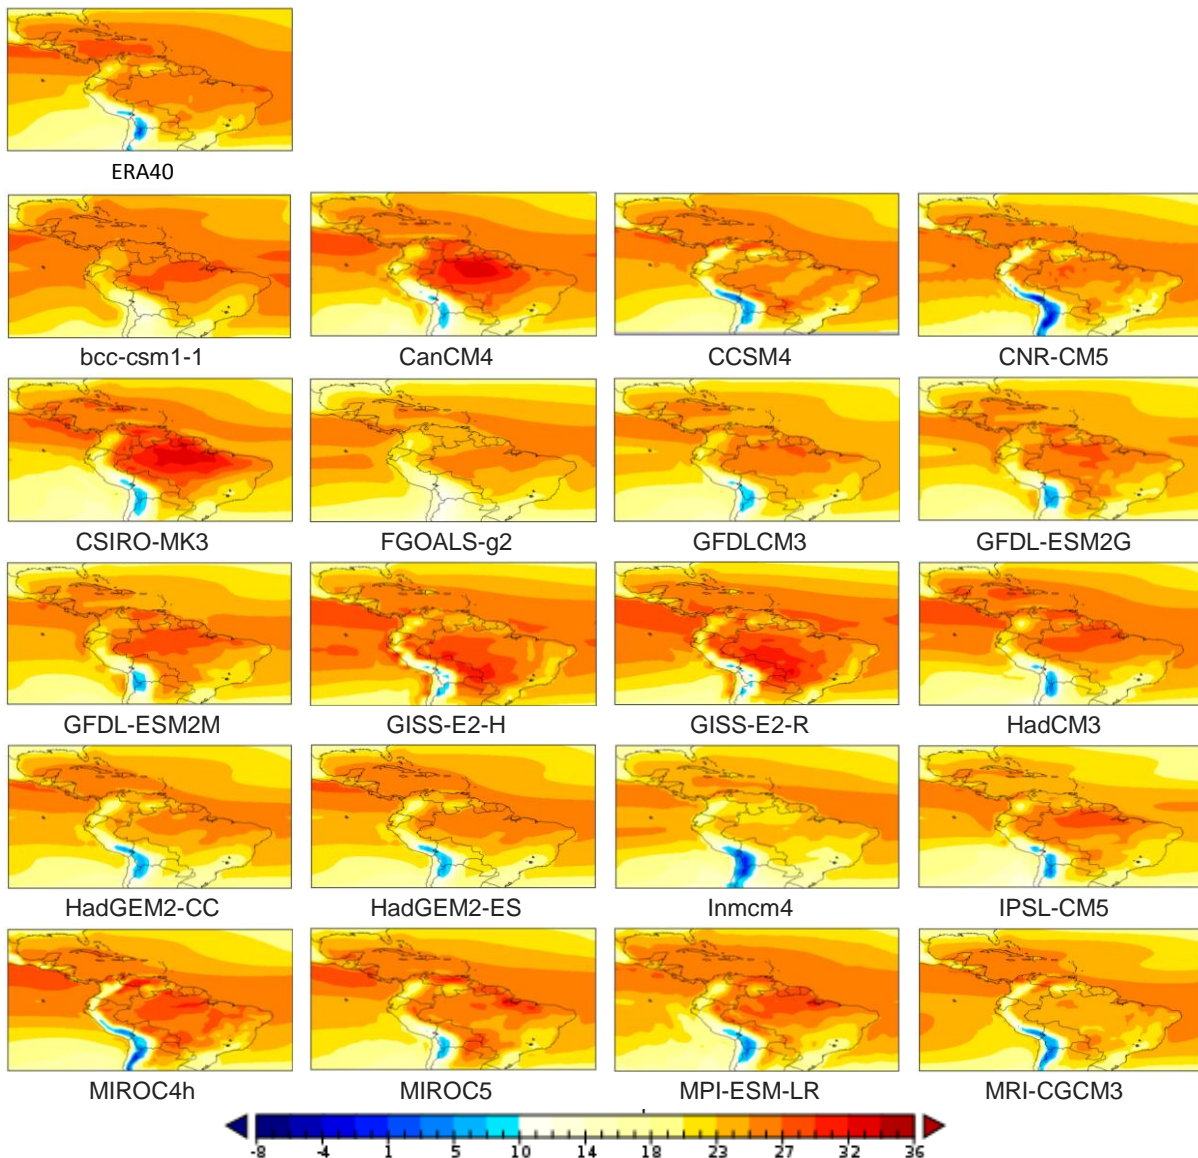 ERA40
bcc-csm1-1 CanCM4 CCSM4 CNR-CM5
CSIRO-MK3 FGOALS-g2 GFDLCM3 GFDL-ESM2G
GFDL-ESM2M GISS-E2-H GISS-E2-R HadCM3
HadGEM2-CC HadGEM2-ES Inmcm4 IPSL-CM5
MIROC4h MIROC5 MPI-ESM-LR MRI-CGCM3
-8 -4 1 5 10 14 18 23 27 32 36